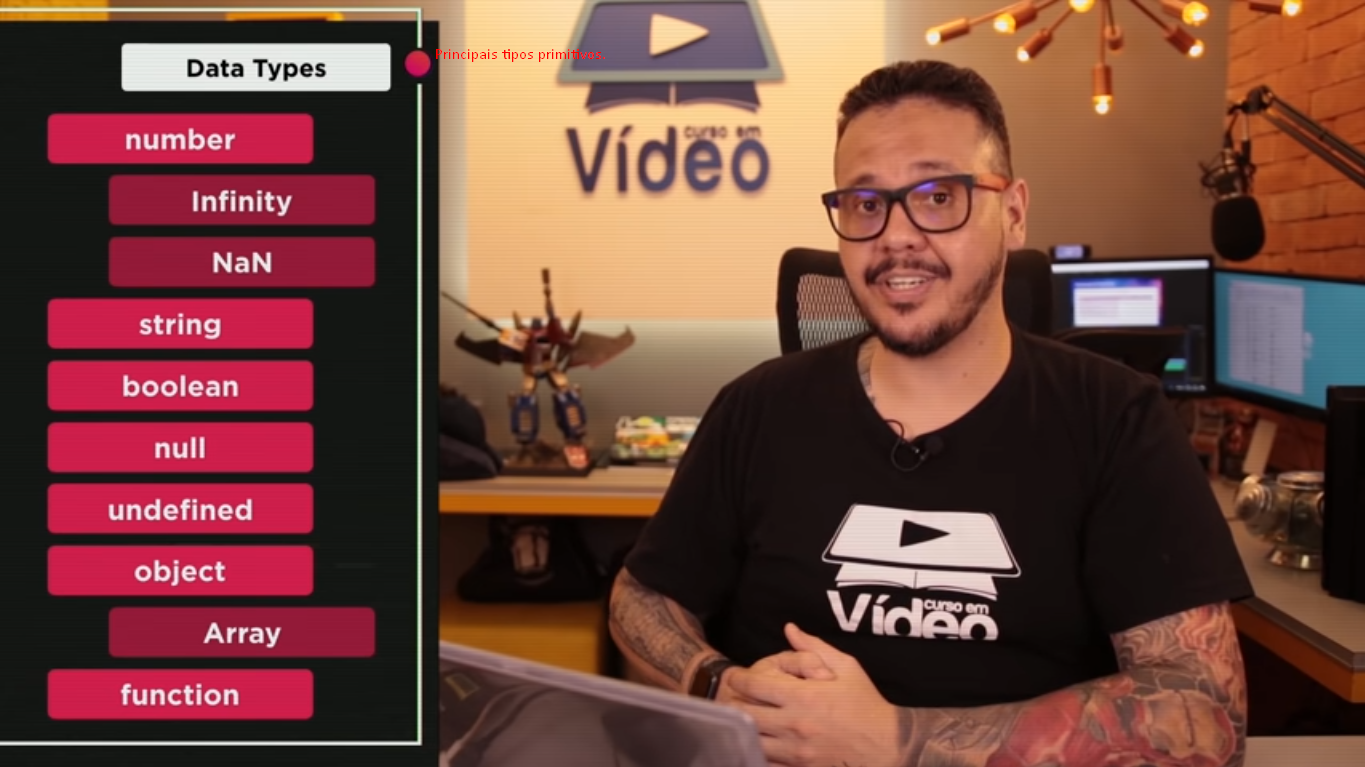 Data Types
Principais tipos primitivos
number
Infinity
NaN
string
boolean
null
undefined
object
Array
function
curso em
Vídeo
curso em
Vídeo